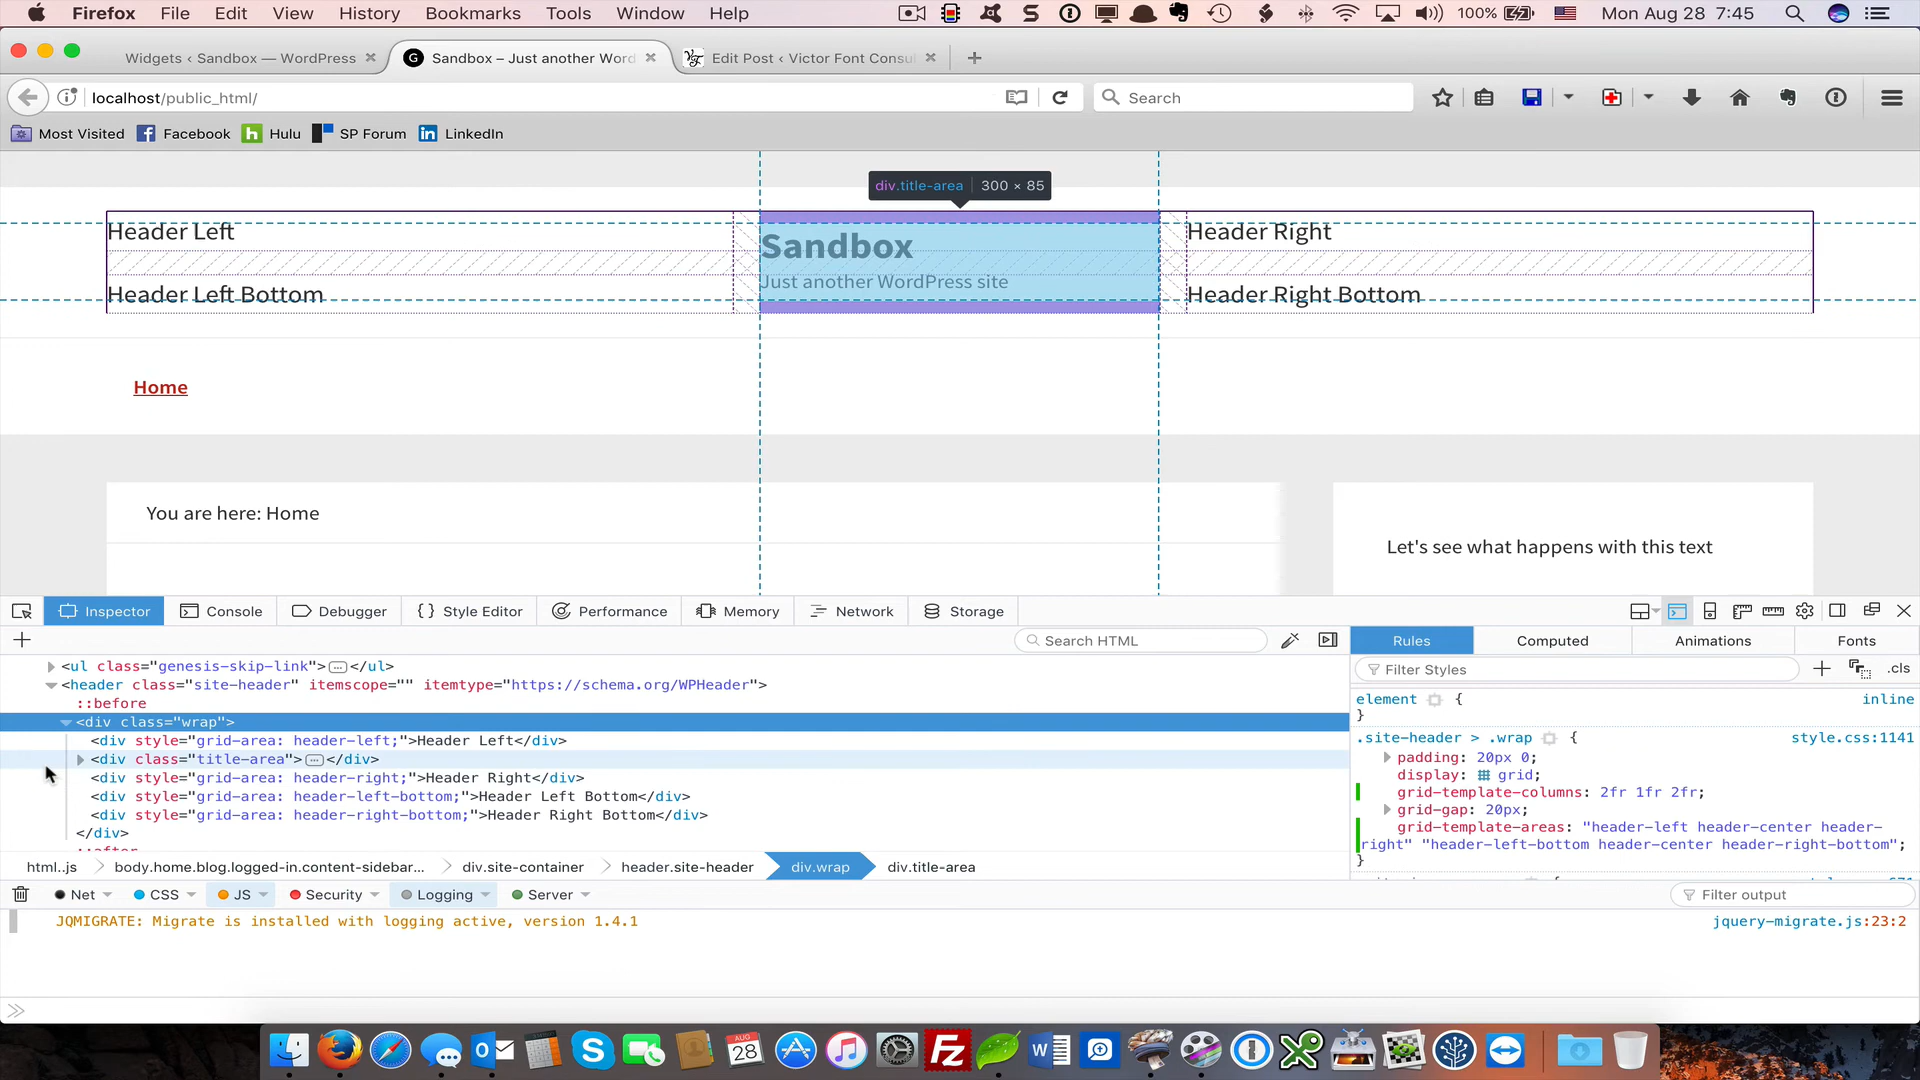 Firefox File Edit View History Bookmarks Tools Window Help 100% Mon Aug 28 7:45
Widgets ‹ Sandbox — WordPress
Sandbox – Just another Word
Edit Post ‹ Victor Font Consul
localhost/public_html/
Search
Most Visited Facebook Hulu SP Forum LinkedIn
div.title-area 300 × 85
Header Left
Sandbox
Header Right
Just another WordPress site
Header Left Bottom
Header Right Bottom
Home
You are here: Home
Let's see what happens with this text
Inspector Console Debugger Style Editor Performance Memory Network Storage
Search HTML
Rules Computed Animations Fonts
<ul class="genesis-skip-link"></ul>
<header class="site-header" itemscope="" itemtype="https://schema.org/WPHeader">
::before
<div class="wrap">
<div style="grid-area: header-left;">Header Left</div>
<div class="title-area"></div>
<div style="grid-area: header-right;">Header Right</div>
<div style="grid-area: header-left-bottom;">Header Left Bottom</div>
<div style="grid-area: header-right-bottom;">Header Right Bottom</div>
</div>
::after
Filter Styles
.cls
element {
inline
}
.site-header > .wrap {
style.css:1141
padding: 20px 0;
display: grid;
grid-template-columns: 2fr 1fr 2fr;
grid-gap: 20px;
grid-template-areas: "header-left header-center header-
right" "header-left-bottom header-center header-right-bottom";
}
html.js body.home.blog.logged-in.content-sidebar... div.site-container header.site-header div.wrap div.title-area
Net CSS JS Security Logging Server
Filter output
JQMIGRATE: Migrate is installed with logging active, version 1.4.1
jquery-migrate.js:23:2
AUG
28